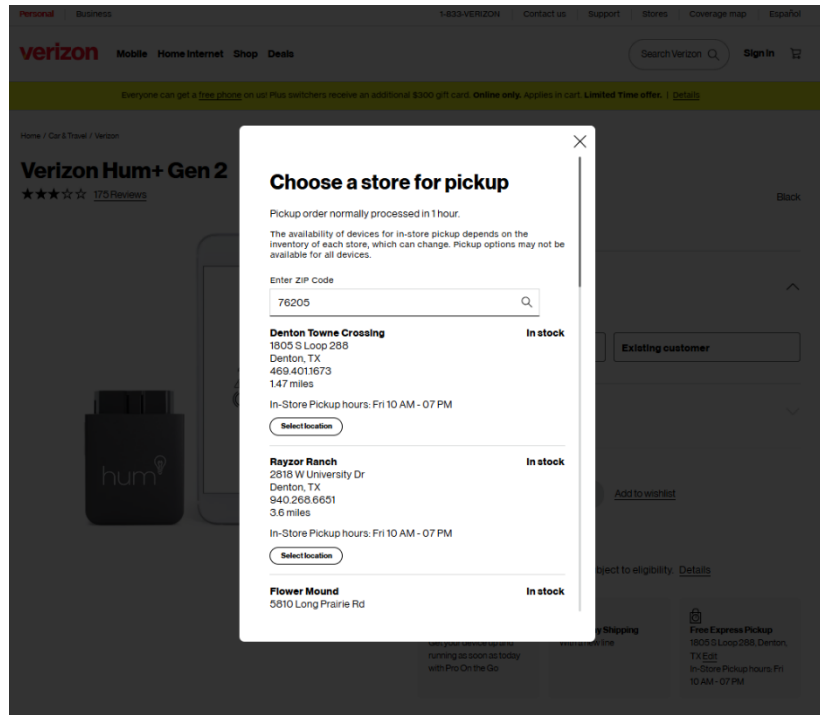 Personal Business 1-833-VERIZON Contact us Support Stores Coverage map Español
verizon Mobile Home Internet Shop Deals Search Verizon Sign in
Everyone can get a free phone on us! Plus switchers receive an additional $300 gift card. Online only. Applies in cart. Limited Time offer. | Details
Home / Car & Travel / Verizon
Verizon Hum+ Gen 2
175 Reviews
Black
Existing customer
hum
Add to wishlist
bject to eligibility. Details
Choose a store for pickup
Pickup order normally processed in 1 hour.
The availability of devices for in-store pickup depends on the
inventory of each store, which can change. Pickup options may not be
available for all devices.
Enter ZIP Code
76205
Denton Towne Crossing In stock
1805 S Loop 288
Denton, TX
469.401.1673
1.47 miles
In-Store Pickup hours: Fri 10 AM - 07 PM
Select location
Rayzor Ranch In stock
2818 W University Dr
Denton, TX
940.268.6651
3.6 miles
In-Store Pickup hours: Fri 10 AM - 07 PM
Select location
Flower Mound In stock
5810 Long Prairie Rd
Get your device up and
running as soon as today
with Pro On the Go
y Shipping
Free Express Pickup
1805 S Loop 288, Denton,
TX Edit
In-Store Pickup hours: Fri
10 AM - 07 PM